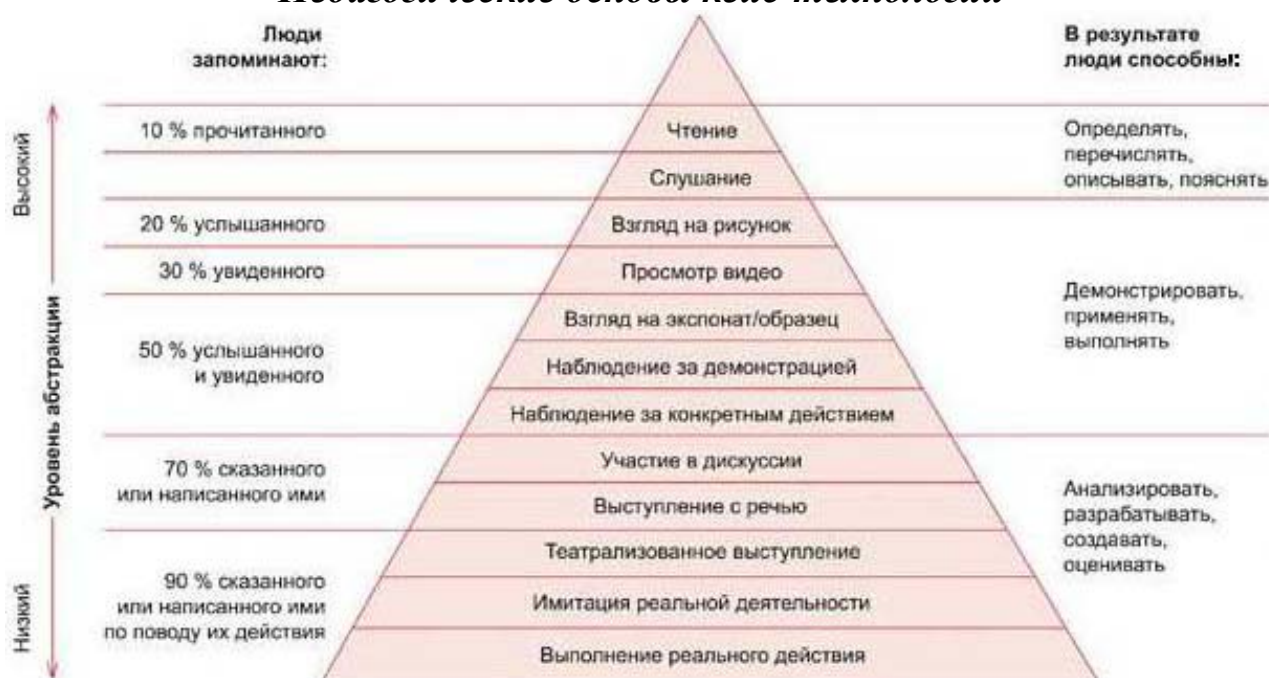 Люди
запоминают:
В результате
люди способны:
Высокий
Уровень абстракции
Низкий
10 % прочитанного
20 % услышанного
30 % увиденного
50 % услышанного
и увиденного
70 % сказанного
или написанного ими
90 % сказанного
или написанного ими
по поводу их действия
Чтение
Слушание
Взгляд на рисунок
Просмотр видео
Взгляд на экспонат/образец
Наблюдение за демонстрацией
Наблюдение за конкретным действием
Участие в дискуссии
Выступление с речью
Театрализованное выступление
Имитация реальной деятельности
Выполнение реального действия
Определять,
перечислять,
описывать, пояснять
Демонстрировать,
применять,
выполнять
Анализировать,
разрабатывать,
создавать,
оценивать